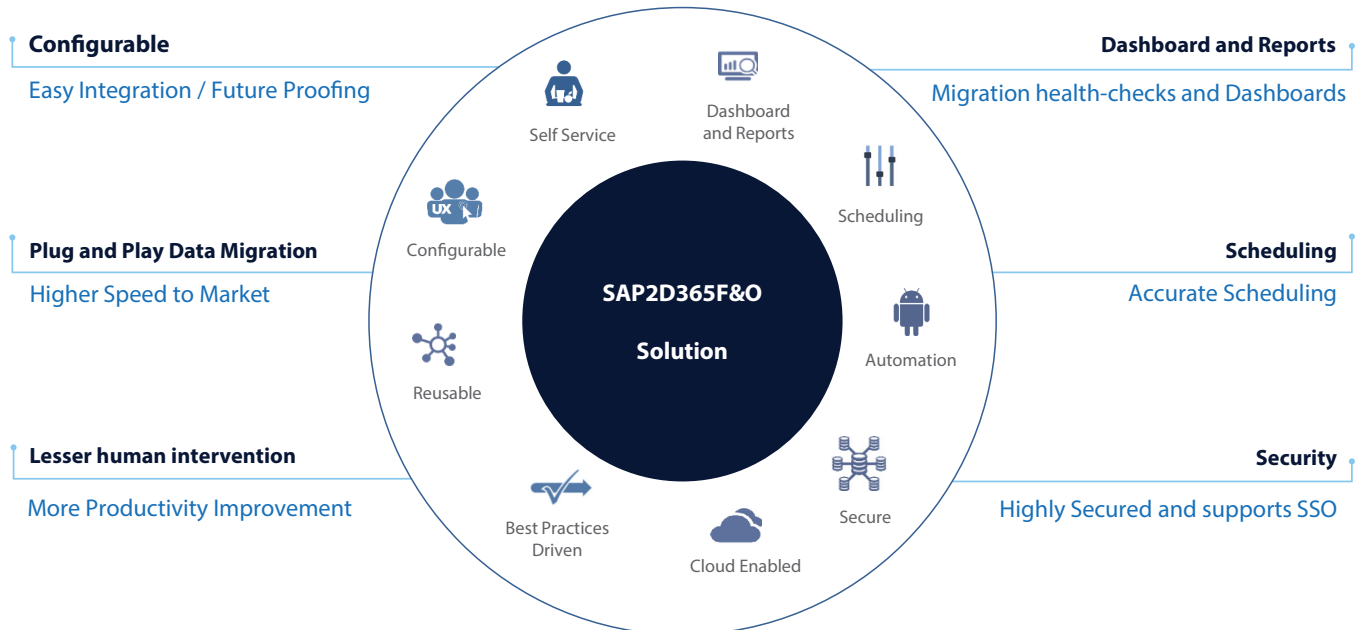 Configurable
Easy Integration / Future Proofing
Plug and Play Data Migration
Higher Speed to Market
Lesser human intervention
More Productivity Improvement
Self Service
Dashboard
and Reports
UX
Configurable
Scheduling
Reusable
Automation
Best Practices
Driven
Cloud Enabled
Secure
SAP2D365F&O
Solution
Dashboard and Reports
Migration health-checks and Dashboards
Scheduling
Accurate Scheduling
Security
Highly Secured and supports SSO